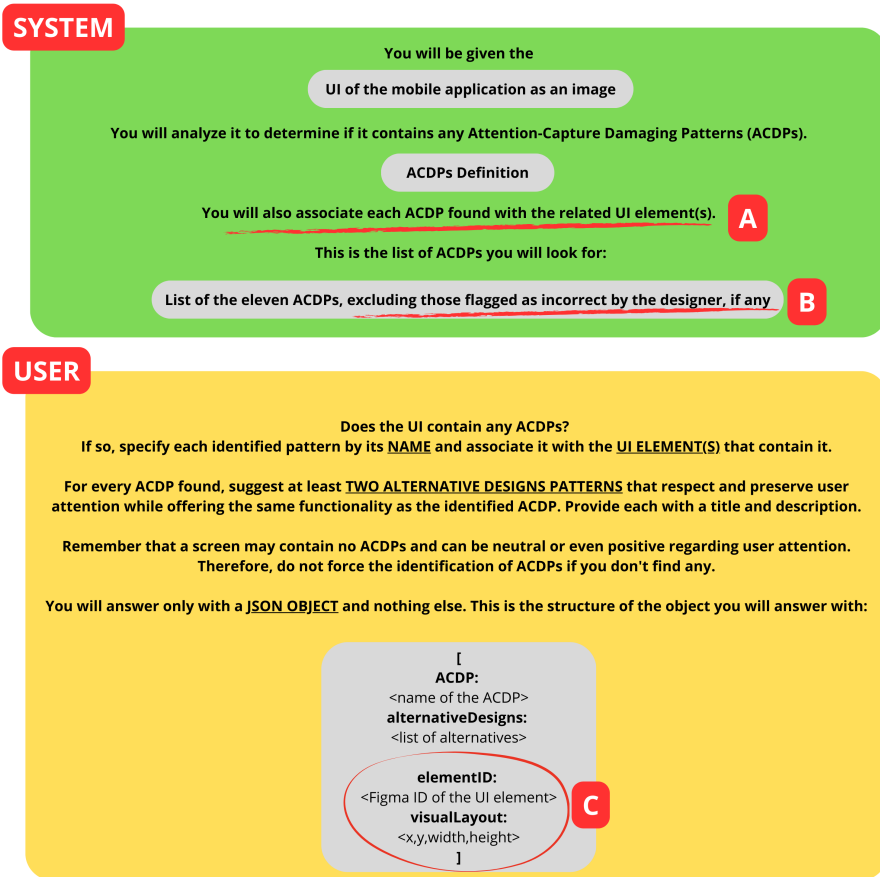 SYSTEM
You will be given the
UI of the mobile application as an image
You will analyze it to determine if it contains any Attention-Capture Damaging Patterns (ACDPs).
ACDPs Definition
You will also associate each ACDP found with the related UI element(s).
A
This is the list of ACDPs you will look for:
List of the eleven ACDPs, excluding those flagged as incorrect by the designer, if any
B
USER
Does the UI contain any ACDPs?
If so, specify each identified pattern by its NAME and associate it with the UI ELEMENT(S) that contain it.
For every ACDP found, suggest at least TWO ALTERNATIVE DESIGNS PATTERNS that respect and preserve user
attention while offering the same functionality as the identified ACDP. Provide each with a title and description.
Remember that a screen may contain no ACDPs and can be neutral or even positive regarding user attention.
Therefore, do not force the identification of ACDPs if you don't find any.
You will answer only with a JSON OBJECT and nothing else. This is the structure of the object you will answer with:
[
ACDP:
<name of the ACDP>
alternativeDesigns:
<list of alternatives>
elementID:
<Figma ID of the UI element>
C
visualLayout:
<x,y,width,height>
]